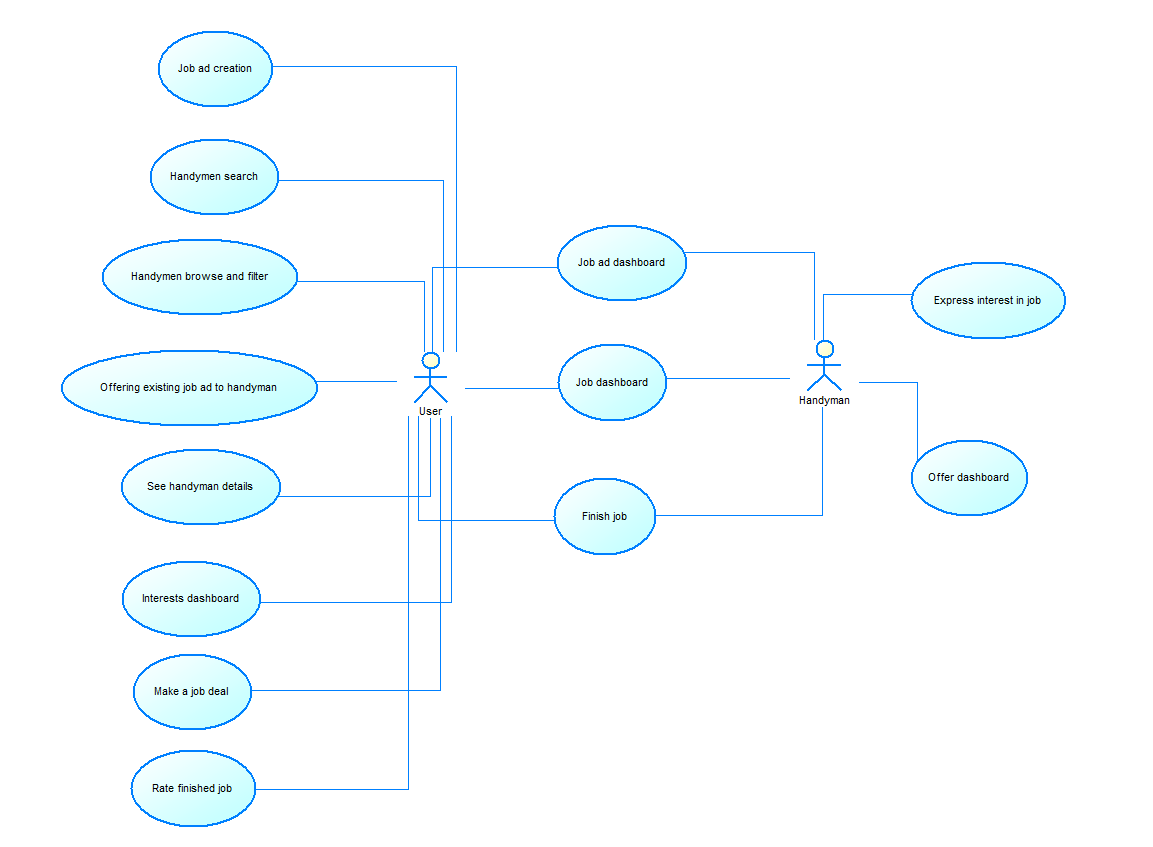 Job ad creation
Handymen search
Handymen browse and filter
Offering existing job ad to handyman
See handyman details
Interests dashboard
Make a job deal
Rate finished job
User
Job ad dashboard
Job dashboard
Finish job
Handyman
Express interest in job
Offer dashboard